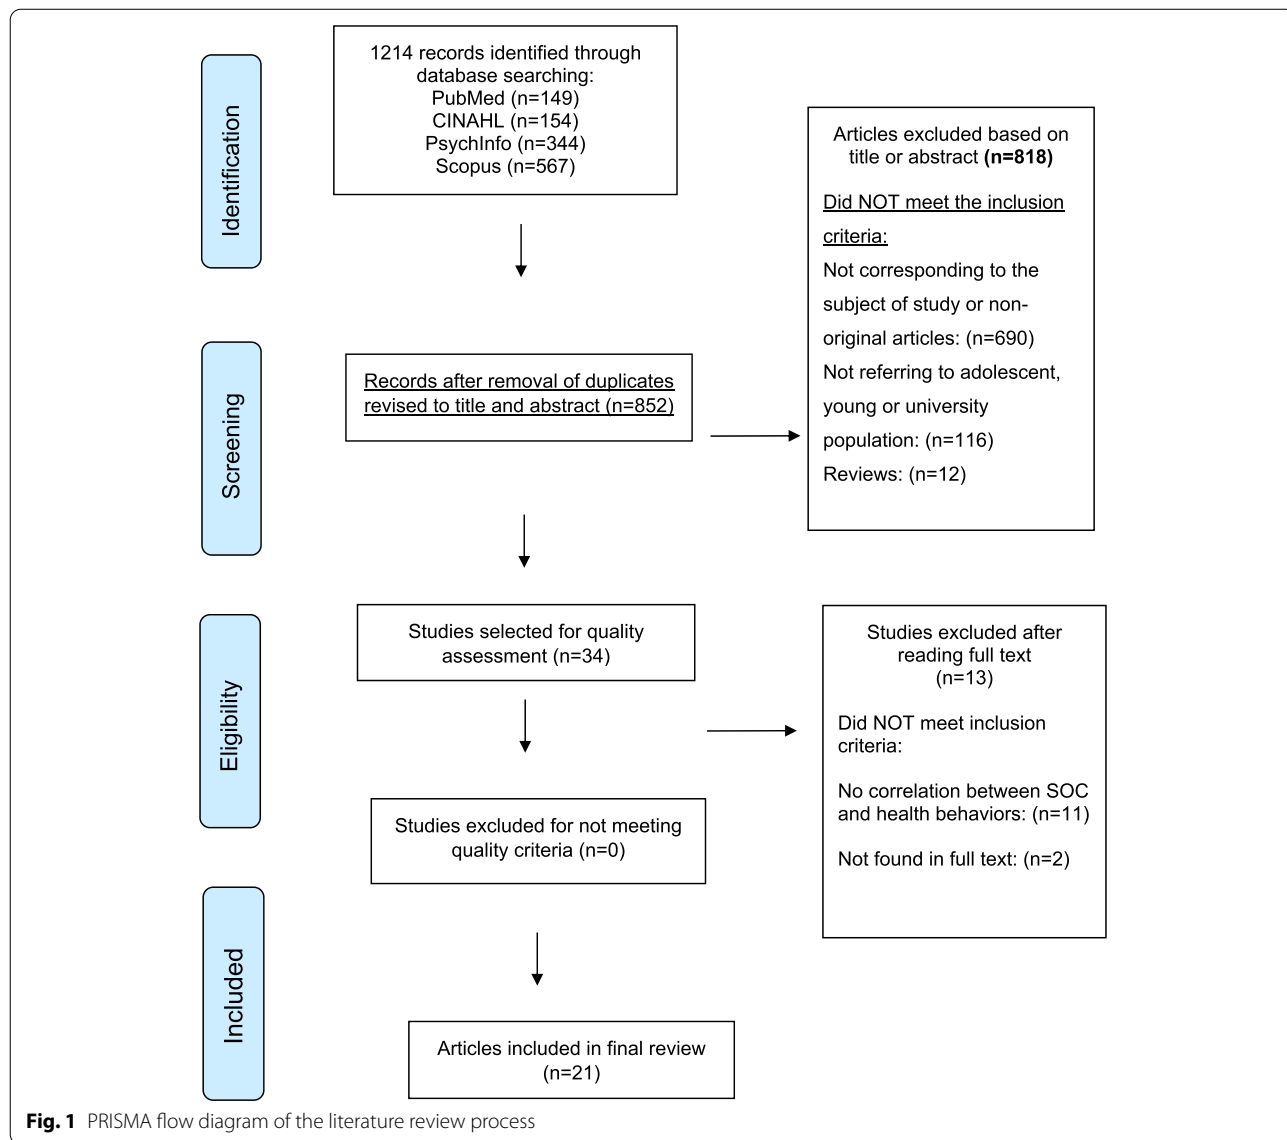 Identification
1214 records identified through
database searching:
PubMed (n=149)
CINAHL (n=154)
PsychInfo (n=344)
Scopus (n=567)
Articles excluded based on
title or abstract (n=818)
Did NOT meet the inclusion
criteria:
Not corresponding to the
subject of study or non-
original articles: (n=690)
Not referring to adolescent,
young or university
population: (n=116)
Reviews: (n=12)
Screening
Records after removal of duplicates
revised to title and abstract (n=852)
Eligibility
Studies selected for quality
assessment (n=34)
Studies excluded after
reading full text
(n=13)
Did NOT meet inclusion
criteria:
No correlation between SOC
and health behaviors: (n=11)
Not found in full text: (n=2)
Studies excluded for not meeting
quality criteria (n=0)
Included
Articles included in final review
(n=21)
Fig. 1 PRISMA flow diagram of the literature review process